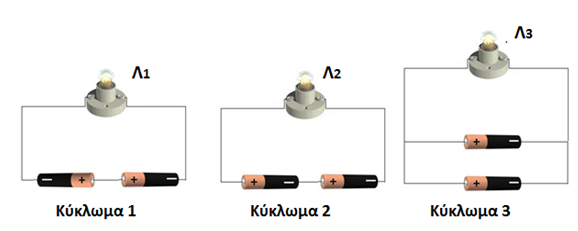 Λ1
Λ2
Λ3
− +
+ −
+ −
+ −
+ −
+ −
Κύκλωμα 1
Κύκλωμα 2
Κύκλωμα 3